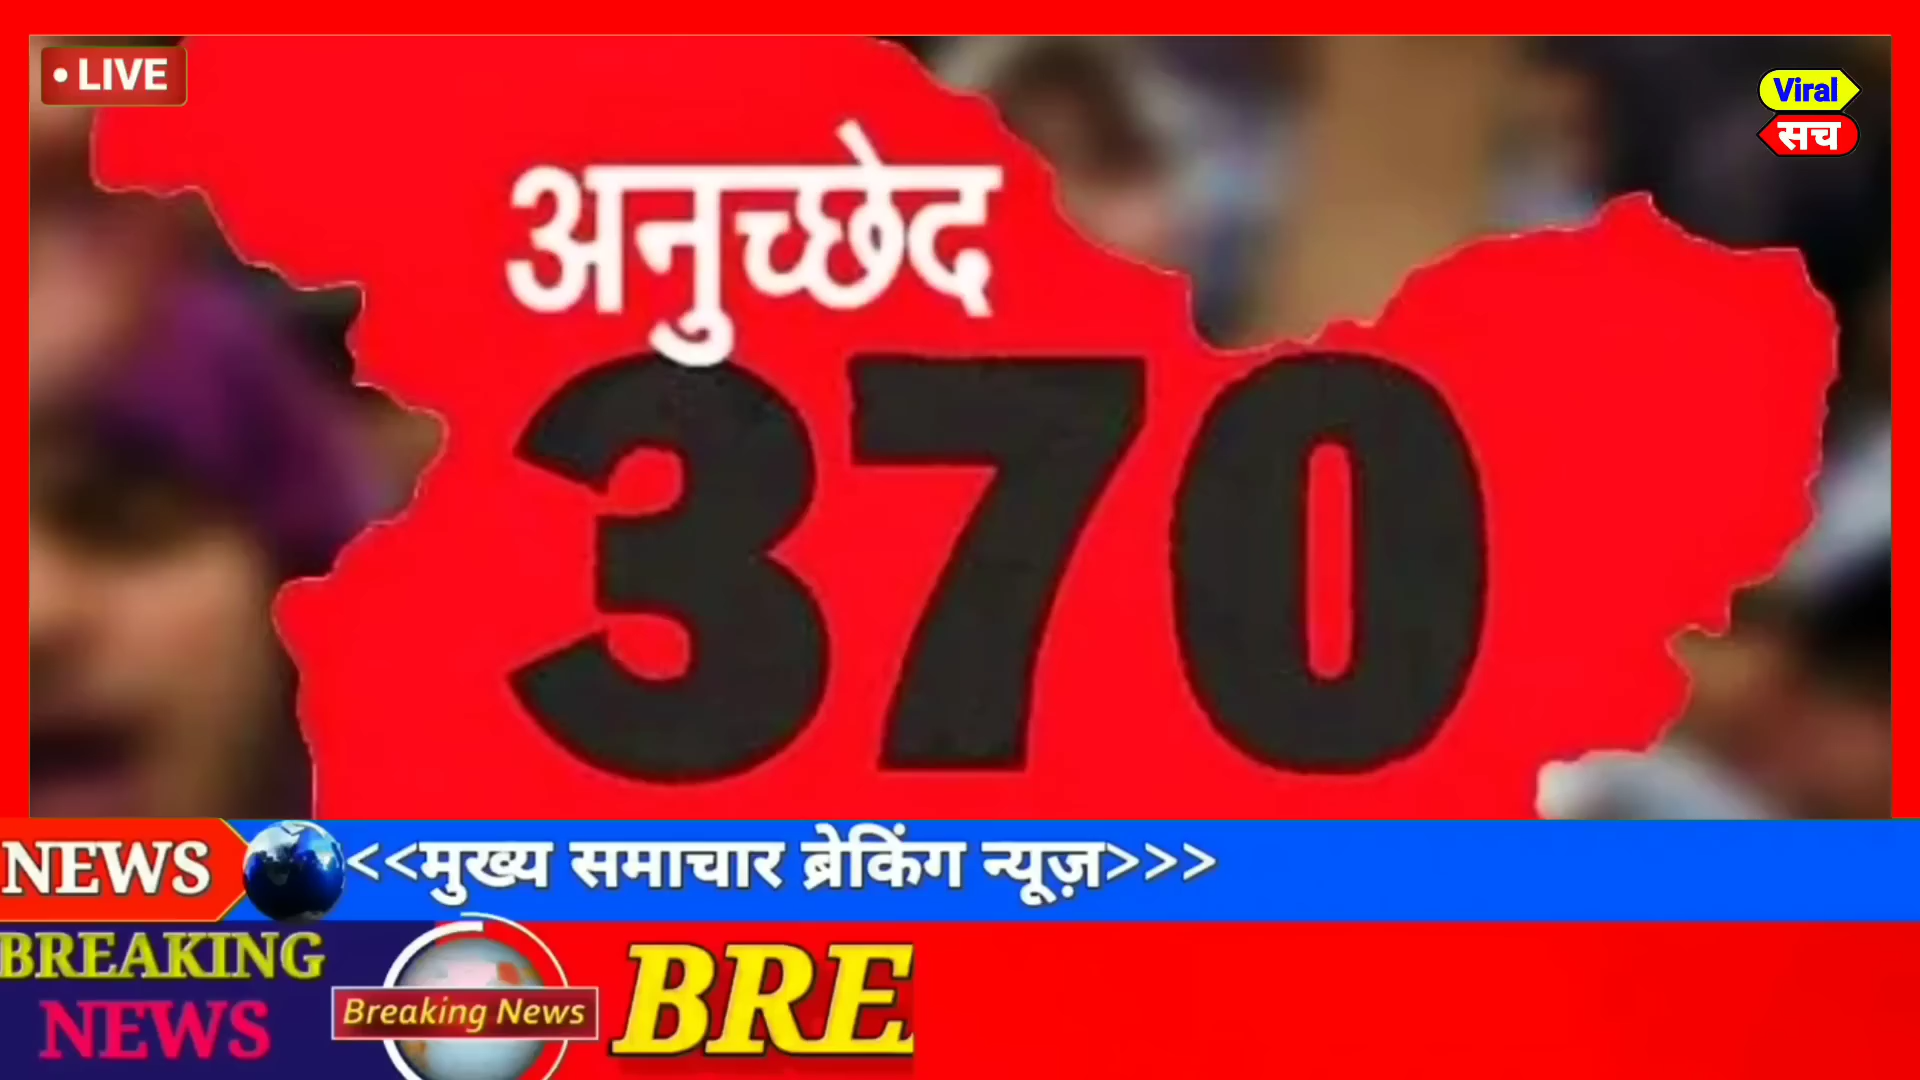 • LIVE
Viral
सच
अनुच्छेद
370
NEWS
<<मुख्य समाचार ब्रेकिंग न्यूज़>>>
BREAKING
NEWS
Breaking News
BRE